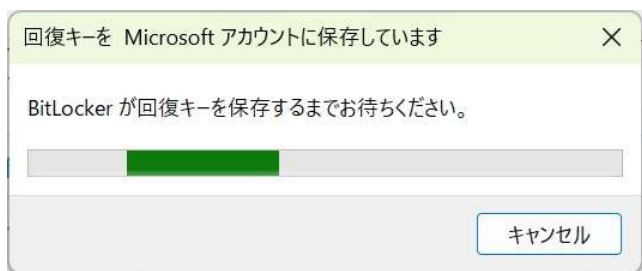 回復キーを Microsoft アカウントに保存しています
BitLocker が回復キーを保存するまでお待ちください。
キャンセル